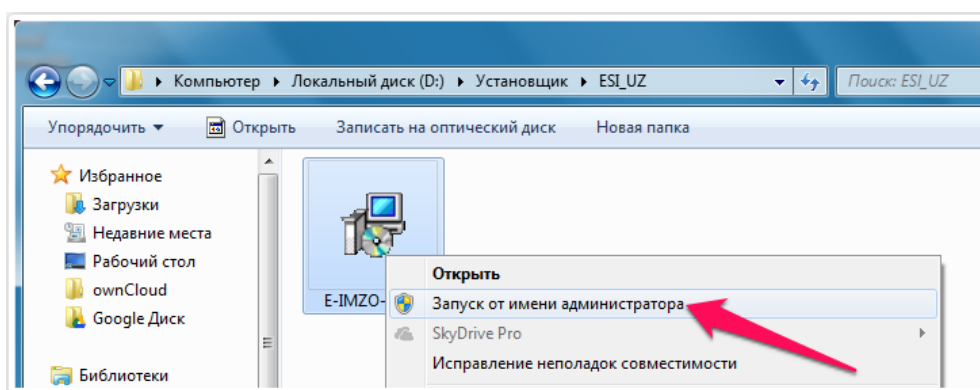 Компьютер Локальный диск (D:) Установщик ESI_UZ
Поиск: ESI_UZ
Упорядочить Открыть Записать на оптический диск Новая папка
Избранное
Загрузки
Недавние места
Рабочий стол
ownCloud
Google Диск
Библиотеки
E-IMZO-
Открыть
Запуск от имени администратора
SkyDrive Pro
Исправление неполадок совместимости